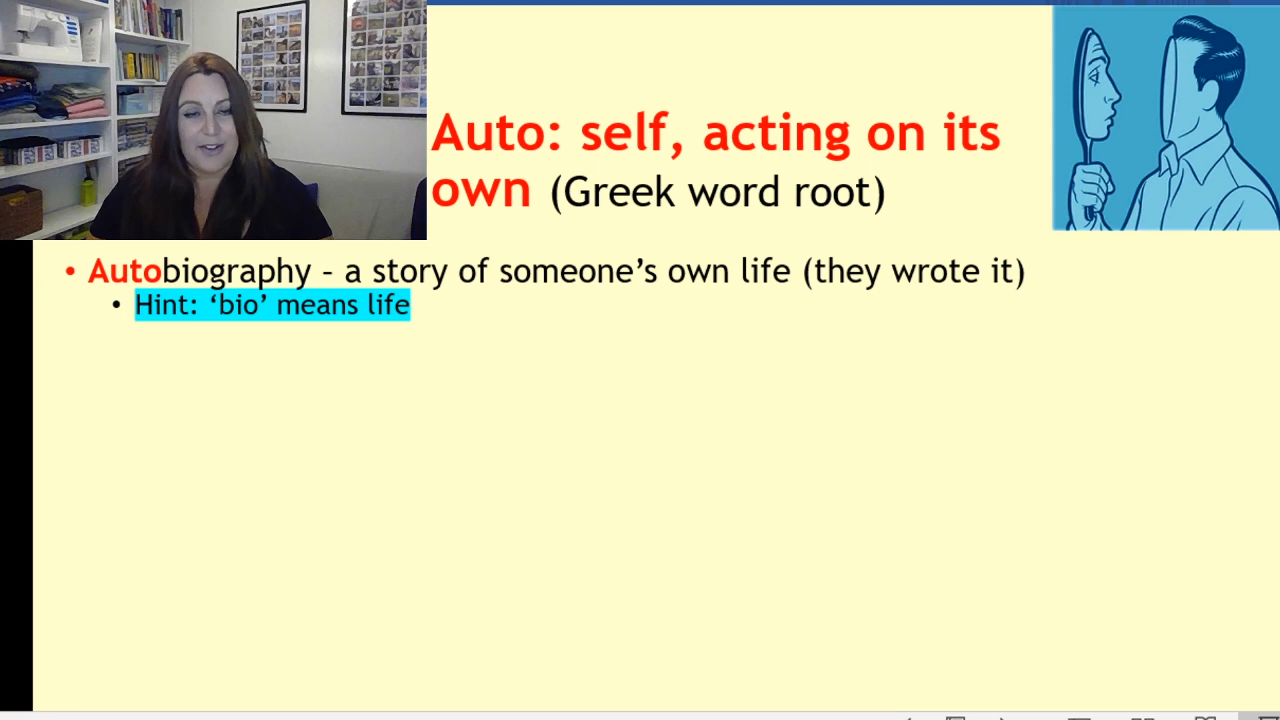 Auto: self, acting on its
own (Greek word root)
• Autobiography – a story of someone’s own life (they wrote it)
• Hint: ‘bio’ means life